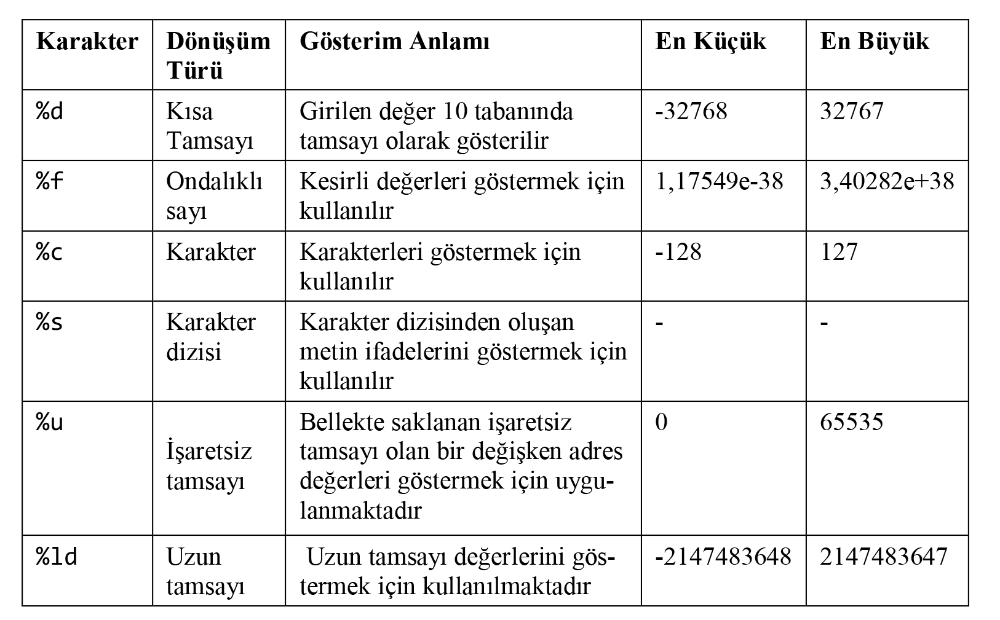 Karakter Dönüşüm Gösterim Anlamı En Küçük En Büyük
Türü
%d Kısa Girilen değer 10 tabanında -32768 32767
Tamsayı tamsayı olarak gösterilir
%f Ondalıklı Kesirli değerleri göstermek için 1,17549e-38 3,40282e+38
sayı kullanılır
%c Karakter Karakterleri göstermek için -128 127
kullanılır
%s Karakter Karakter dizisinden oluşan - -
dizisi metin ifadelerini göstermek için
kullanılır
%u Bellekte saklanan işaretsiz 0 65535
İşaretsiz tamsayı olan bir değişken adres
tamsayı değerleri göstermek için uygu-
lanmaktadır
%ld Uzun Uzun tamsayı değerlerini gös- -2147483648 2147483647
tamsayı termek için kullanılmaktadır